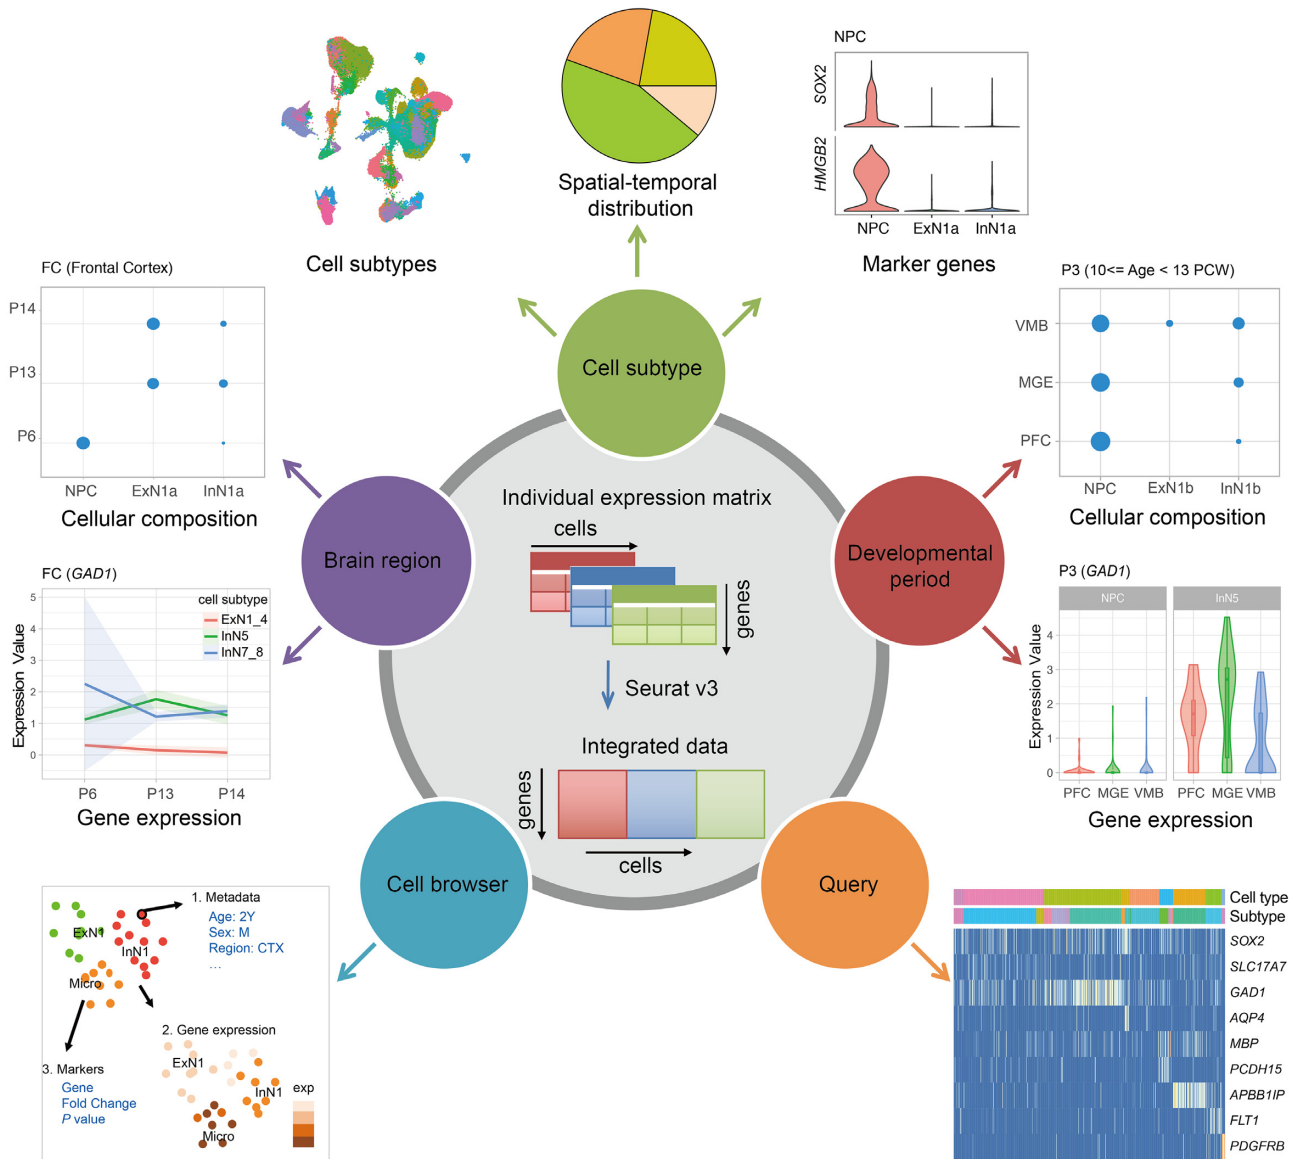 Cell subtypes
Spatial-temporal
distribution
NPC
SOX2
HMGB2
NPC ExN1a InN1a
Marker genes
FC (Frontal Cortex)
P14
P13
P6
NPC ExN1a InN1a
Cellular composition
P3 (10<= Age < 13 PCW)
VMB
MGE
PFC
NPC ExN1b InN1b
Cellular composition
Cell subtype
Brain region
Developmental
period
Individual expression matrix
cells
genes
Seurat v3
Integrated data
genes
cells
FC (GAD1)
Expression Value
5
4
3
2
1
0
cell subtype
ExN1_4
InN5
InN7_8
P6 P13 P14
Gene expression
P3 (GAD1)
NPC InN5
Expression Value
4
3
2
1
0
PFC MGE VMB PFC MGE VMB
Gene expression
Cell browser
Query
1. Metadata
Age: 2Y
Sex: M
Region: CTX
...
ExN1
InN1
Micro
2. Gene expression
ExN1
InN1
Micro
exp
3. Markers
Gene
Fold Change
P value
Cell type
Subtype
SOX2
SLC17A7
GAD1
AQP4
MBP
PCDH15
APBB1IP
FLT1
PDGFRB